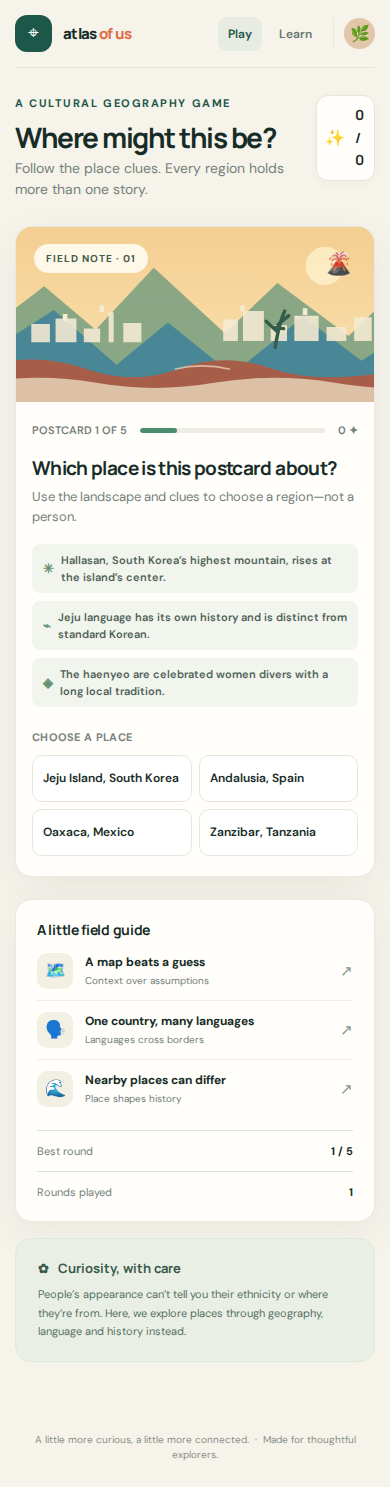 atlas of us
Play
Learn
A CULTURAL GEOGRAPHY GAME
Where might this be?
Follow the place clues. Every region holds
more than one story.
0
/
0
FIELD NOTE · 01
POSTCARD 1 OF 5
0 ✦
Which place is this postcard about?
Use the landscape and clues to choose a region—not a
person.
Hallasan, South Korea’s highest mountain, rises at
the island’s center.
Jeju language has its own history and is distinct from
standard Korean.
The haenyeo are celebrated women divers with a
long local tradition.
CHOOSE A PLACE
Jeju Island, South Korea
Andalusia, Spain
Oaxaca, Mexico
Zanzibar, Tanzania
A little field guide
A map beats a guess
Context over assumptions
One country, many languages
Languages cross borders
Nearby places can differ
Place shapes history
Best round
1 / 5
Rounds played
1
Curiosity, with care
People’s appearance can’t tell you their ethnicity or where
they’re from. Here, we explore places through geography,
language and history instead.
A little more curious, a little more connected. · Made for thoughtful
explorers.